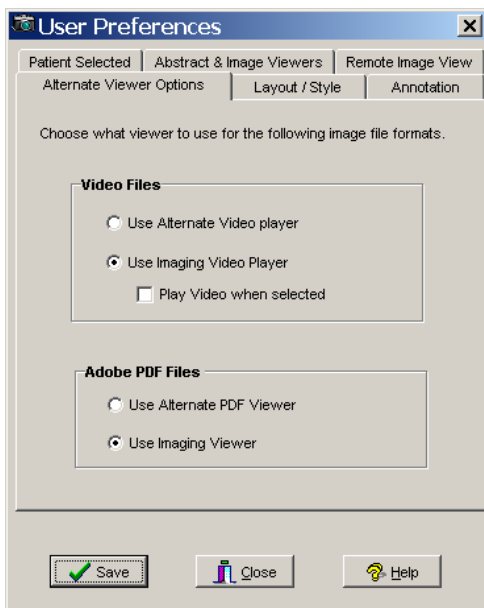 User Preferences
Patient Selected
Abstract & Image Viewers
Remote Image View
Alternate Viewer Options
Layout / Style
Annotation
Choose what viewer to use for the following image file formats.
Video Files
Use Alternate Video player
Use Imaging Video Player
Play Video when selected
Adobe PDF Files
Use Alternate PDF Viewer
Use Imaging Viewer
Save
Close
Help